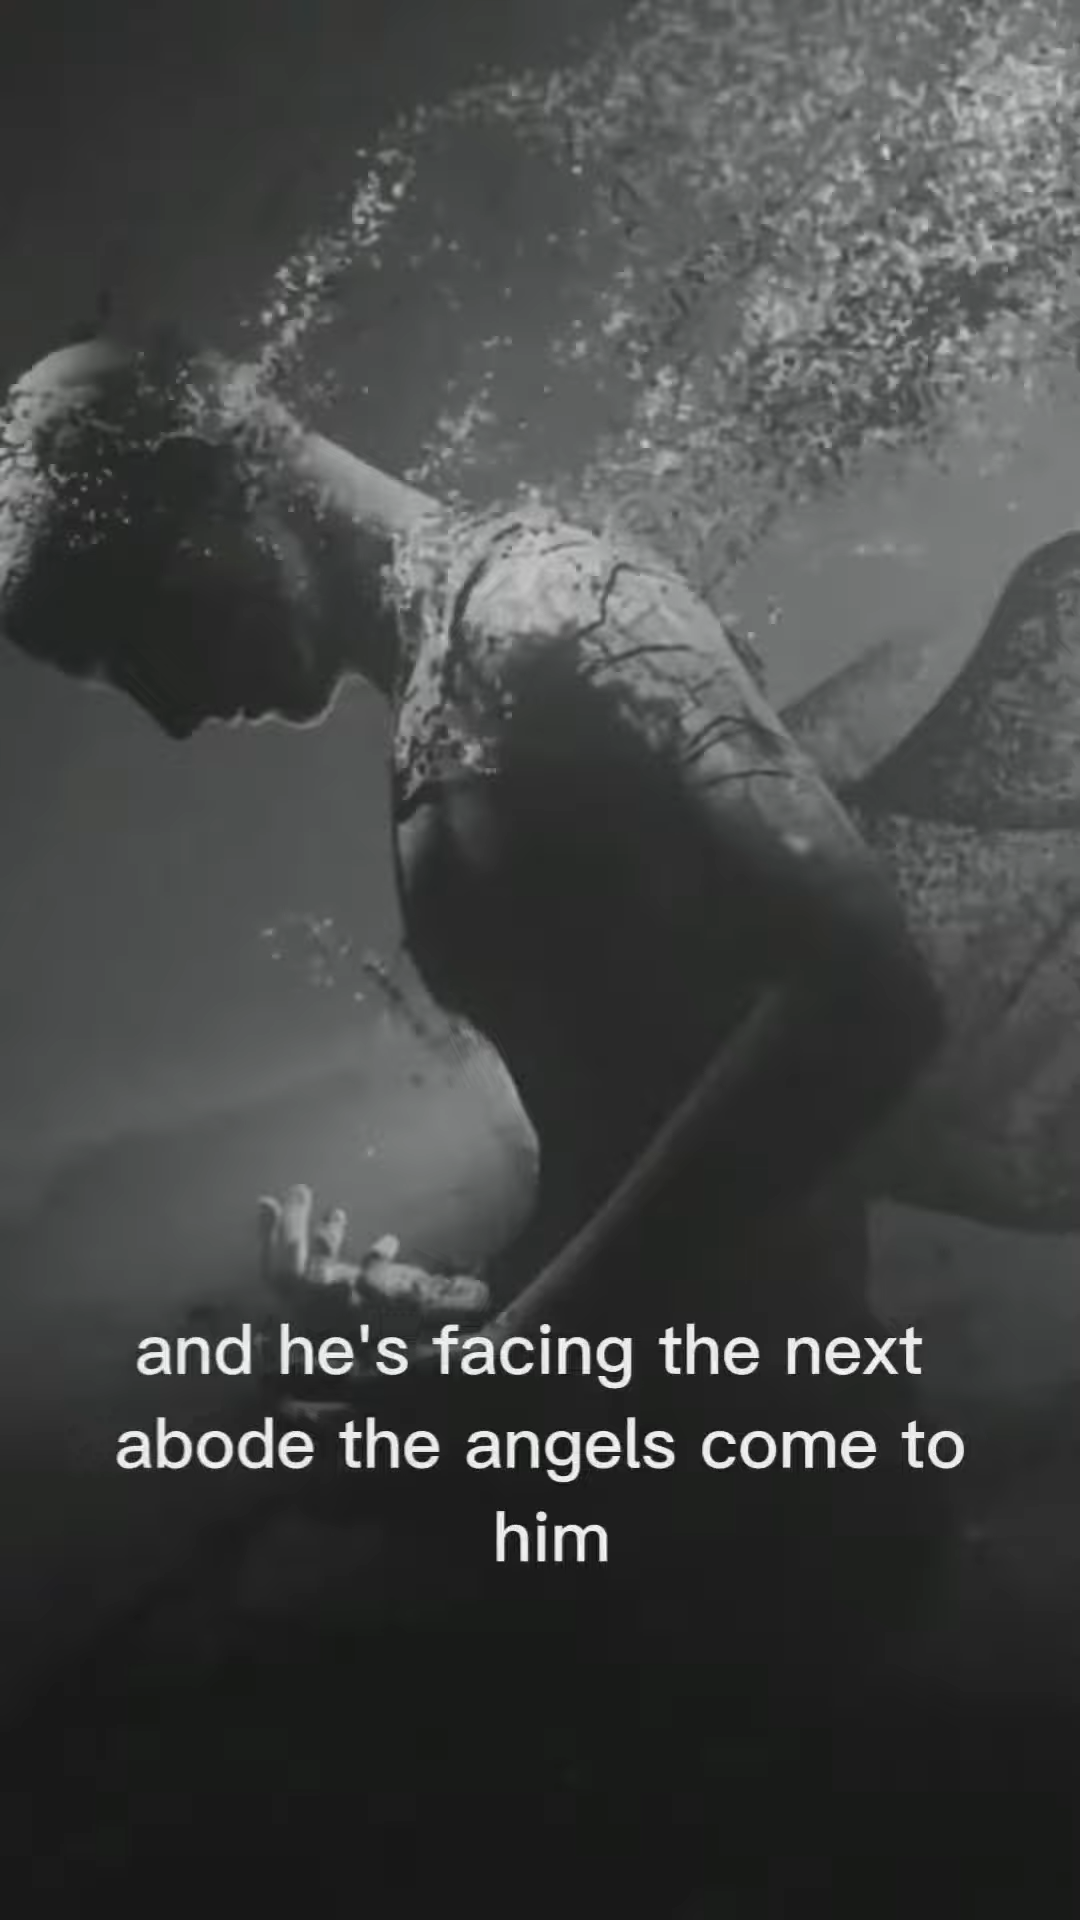 and he's facing the next
abode the angels come to
him